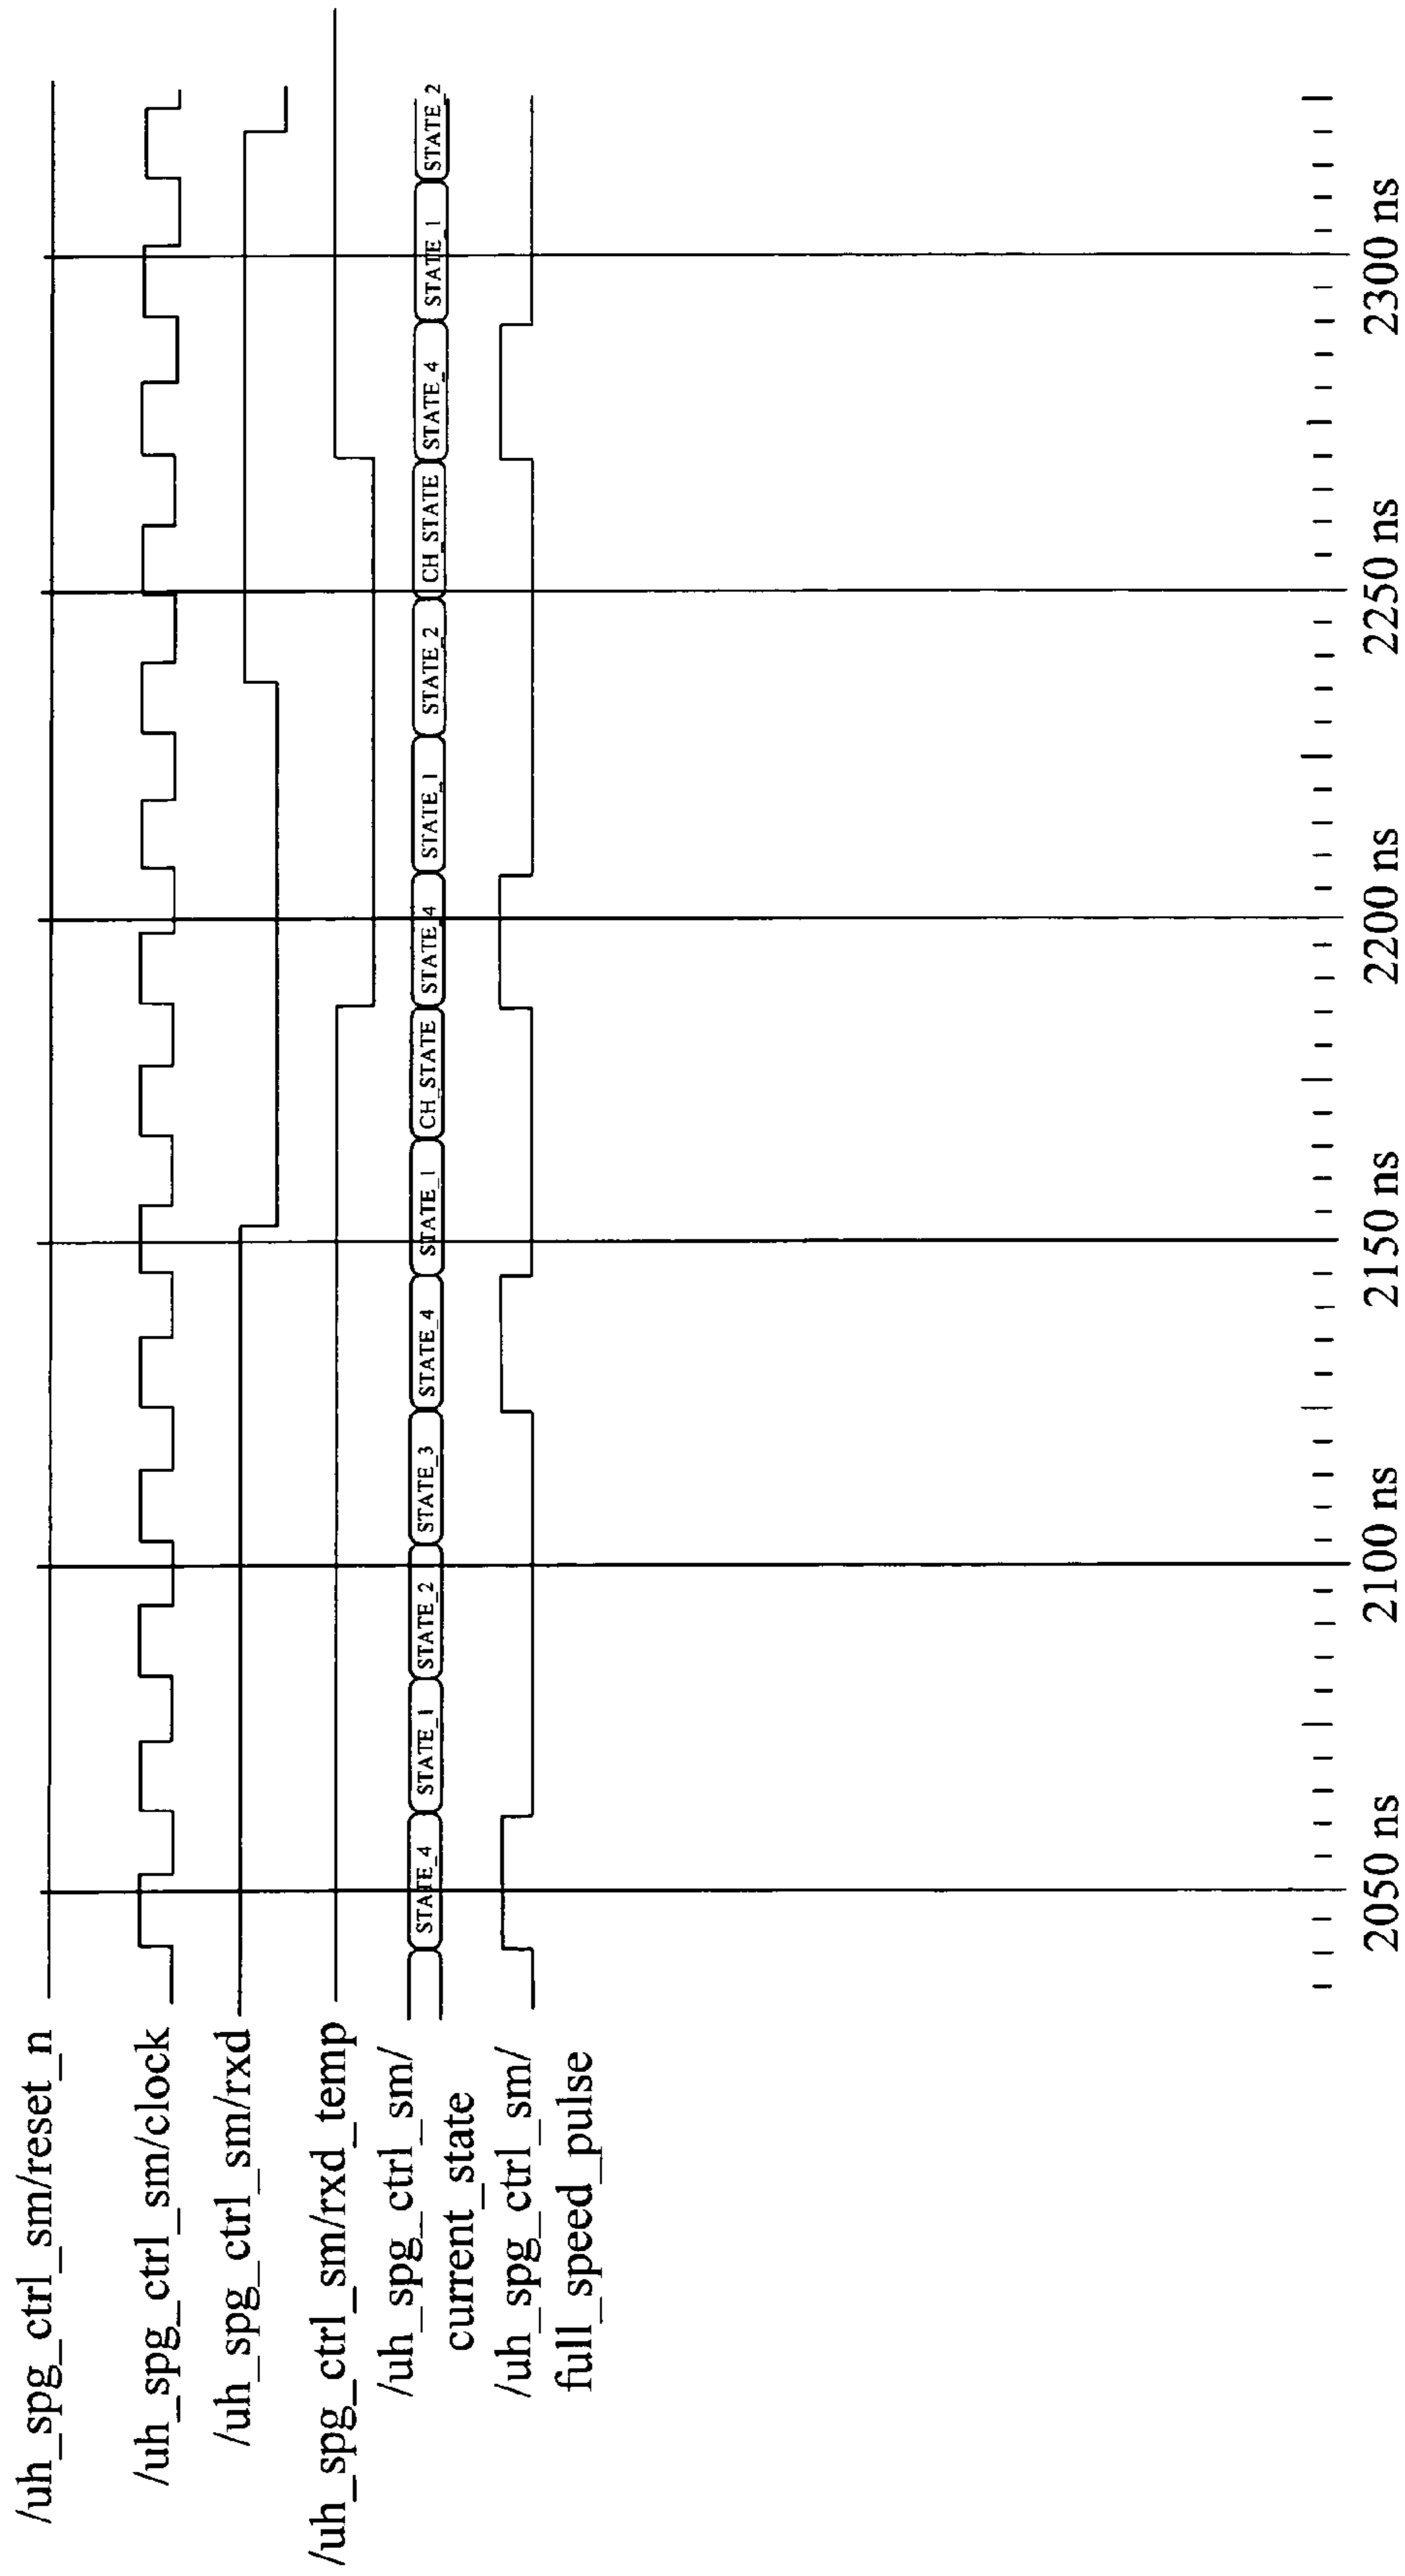 /uh_spg_ctrl_sm/reset_n
/uh_spg_ctrl_sm/clock
/uh_spg_ctrl_sm/rxd
/uh_spg_ctrl_sm/rxd_temp
/uh_spg_ctrl_sm/
current_state
STATE_4
STATE_1
STATE_2
STATE_3
STATE_4
STATE_1
CH_STATE
STATE_4
STATE_1
STATE_2
CH_STATE
STATE_4
STATE_1
STATE_2
/uh_spg_ctrl_sm/
full_speed_pulse
2050 ns
2100 ns
2150 ns
2200 ns
2250 ns
2300 ns